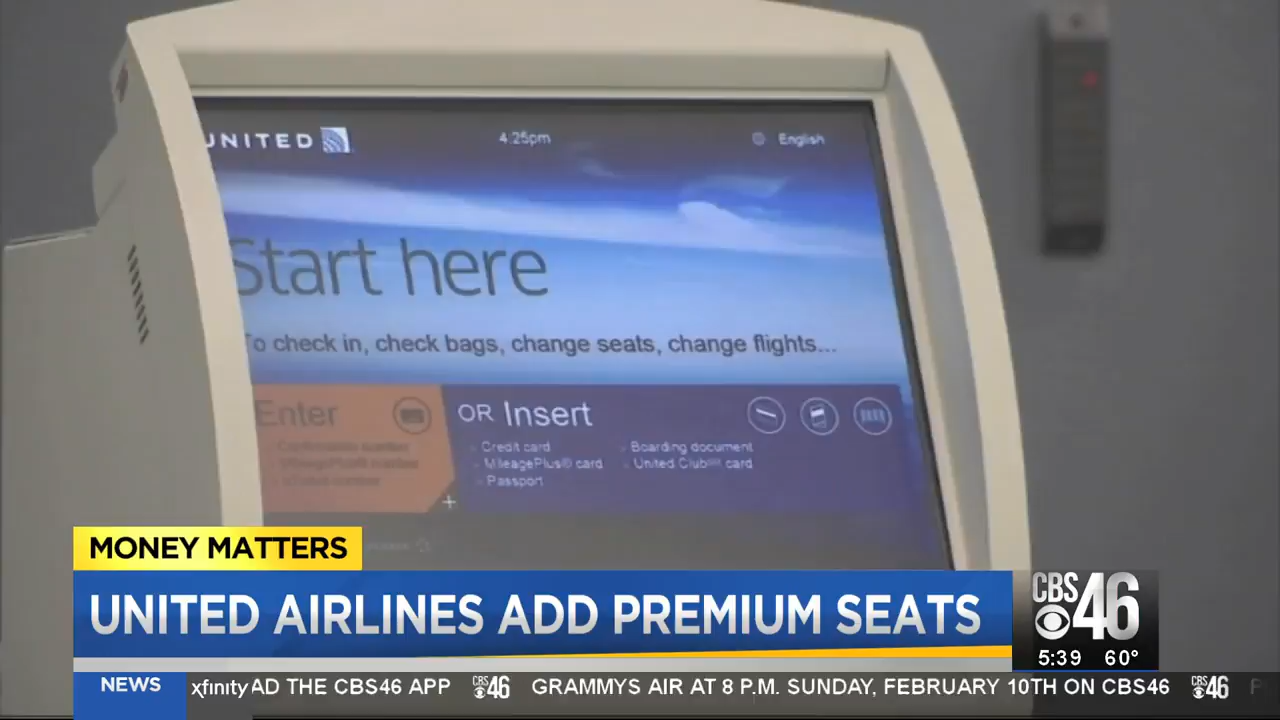 UNITED
4:25pm
English
Start here
To check in, check bags, change seats, change flights...
Enter
OR Insert
Credit card
Boarding document
MileagePlus® card
United Club℠ card
Passport
MONEY MATTERS
UNITED AIRLINES ADD PREMIUM SEATS
CBS 46
5:39 60°
NEWS
xfinity AD THE CBS46 APP CBS 46 GRAMMYS AIR AT 8 P.M. SUNDAY, FEBRUARY 10TH ON CBS46 CBS 46